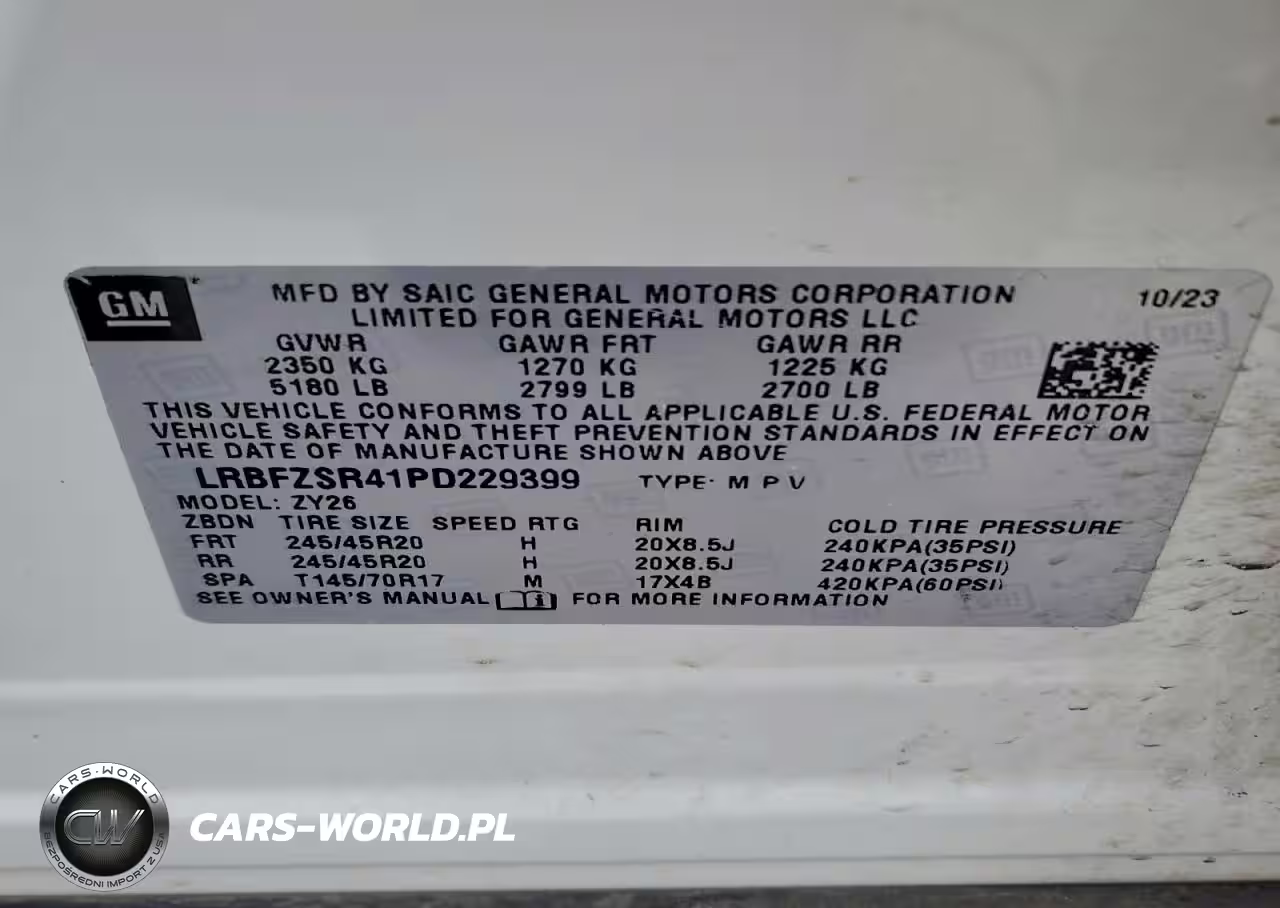 GM
MFD BY SAIC GENERAL MOTORS CORPORATION 10/23
LIMITED FOR GENERAL MOTORS LLC
GVWR GAWR FRT GAWR RR
2350 KG 1270 KG 1225 KG
5180 LB 2799 LB 2700 LB
THIS VEHICLE CONFORMS TO ALL APPLICABLE U.S. FEDERAL MOTOR
VEHICLE SAFETY AND THEFT PREVENTION STANDARDS IN EFFECT ON
THE DATE OF MANUFACTURE SHOWN ABOVE
LRBFZSR41PD229399 TYPE: M P V
MODEL: ZY26
ZBDN TIRE SIZE SPEED RTG RIM COLD TIRE PRESSURE
FRT 245/45R20 H 20X8.5J 240KPA(35PSI)
RR 245/45R20 H 20X8.5J 240KPA(35PSI)
SPA T145/70R17 M 17X4B 420KPA(60PSI)
SEE OWNER'S MANUAL i FOR MORE INFORMATION
CARS-WORLD
CW
BEZPOŚREDNI IMPORT Z USA
CARS-WORLD.PL